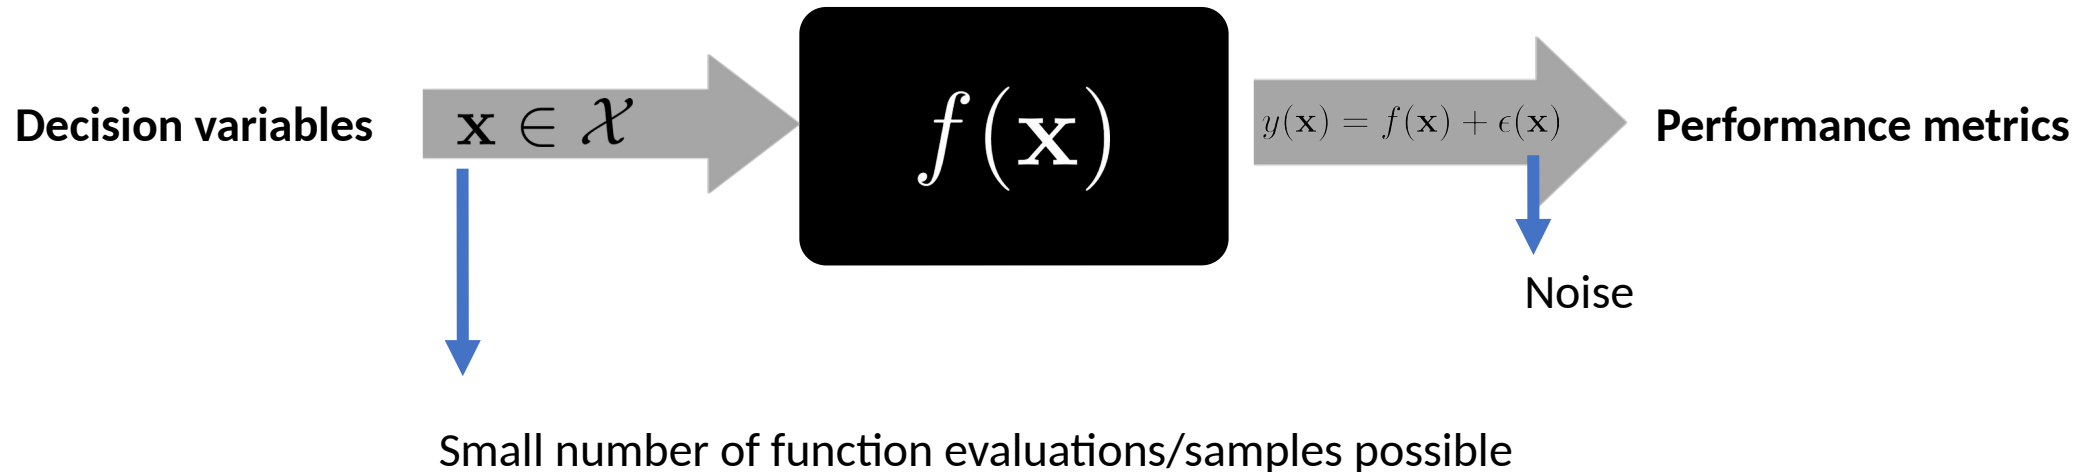 Decision variables
𝐱 ∈ 𝒳
f(𝐱)
y(𝐱) = f(𝐱) + ϵ(𝐱)
Performance metrics
Noise
Small number of function evaluations/samples possible